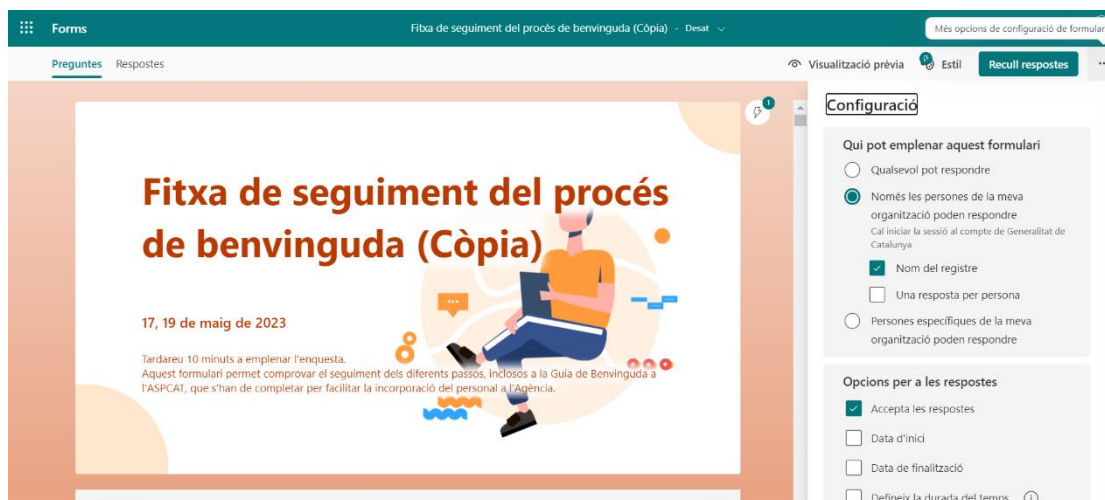 Forms
Fitxa de seguiment del procés de benvinguda (Còpia) - Desat
Més opcions de configuració de formular
Preguntes Respostes
Visualització prèvia
Estil
Recull respostes
1
Fitxa de seguiment del procés
de benvinguda (Còpia)
17, 19 de maig de 2023
Tardareu 10 minuts a emplenar l'enquesta.
Aquest formulari permet comprovar el seguiment dels diferents passos, inclosos a la Guia de Benvinguda a
l'ASPCAT, que s'han de completar per facilitar la incorporació del personal a l'Agència.
Configuració
Qui pot emplenar aquest formulari
Qualsevol pot respondre
Només les persones de la meva
organització poden respondre
Cal iniciar la sessió al compte de Generalitat de
Catalunya
Nom del registre
Una resposta per persona
Persones específiques de la meva
organització poden respondre
Opcions per a les respostes
Accepta les respostes
Data d'inici
Data de finalització
Defineix la durada del temps